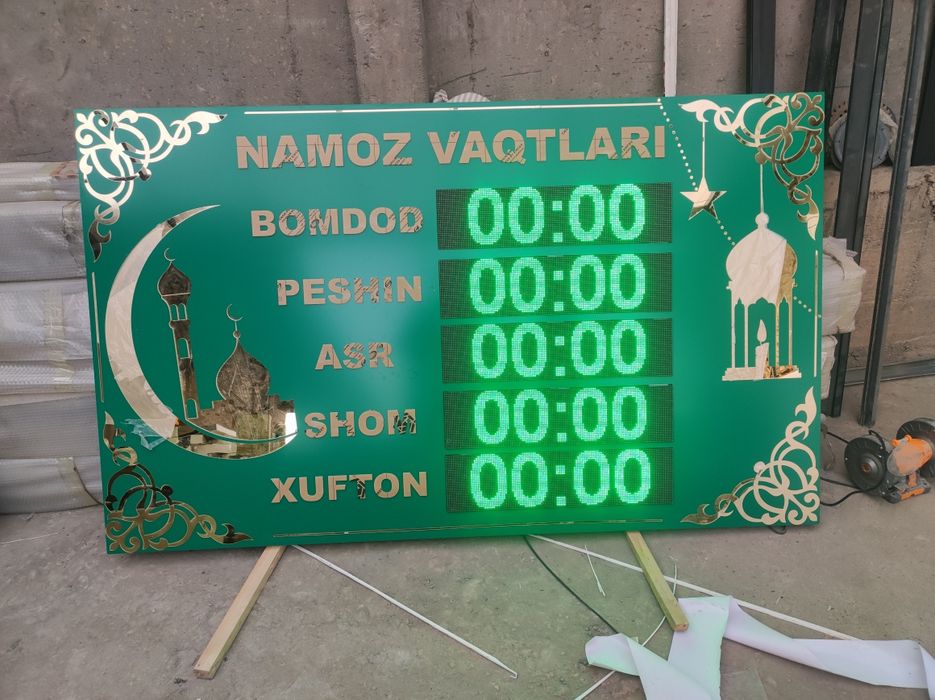 NAMOZ VAQTLARI
BOMDOD 00:00
PESHIN 00:00
ASR 00:00
SHOM 00:00
XUFTON 00:00